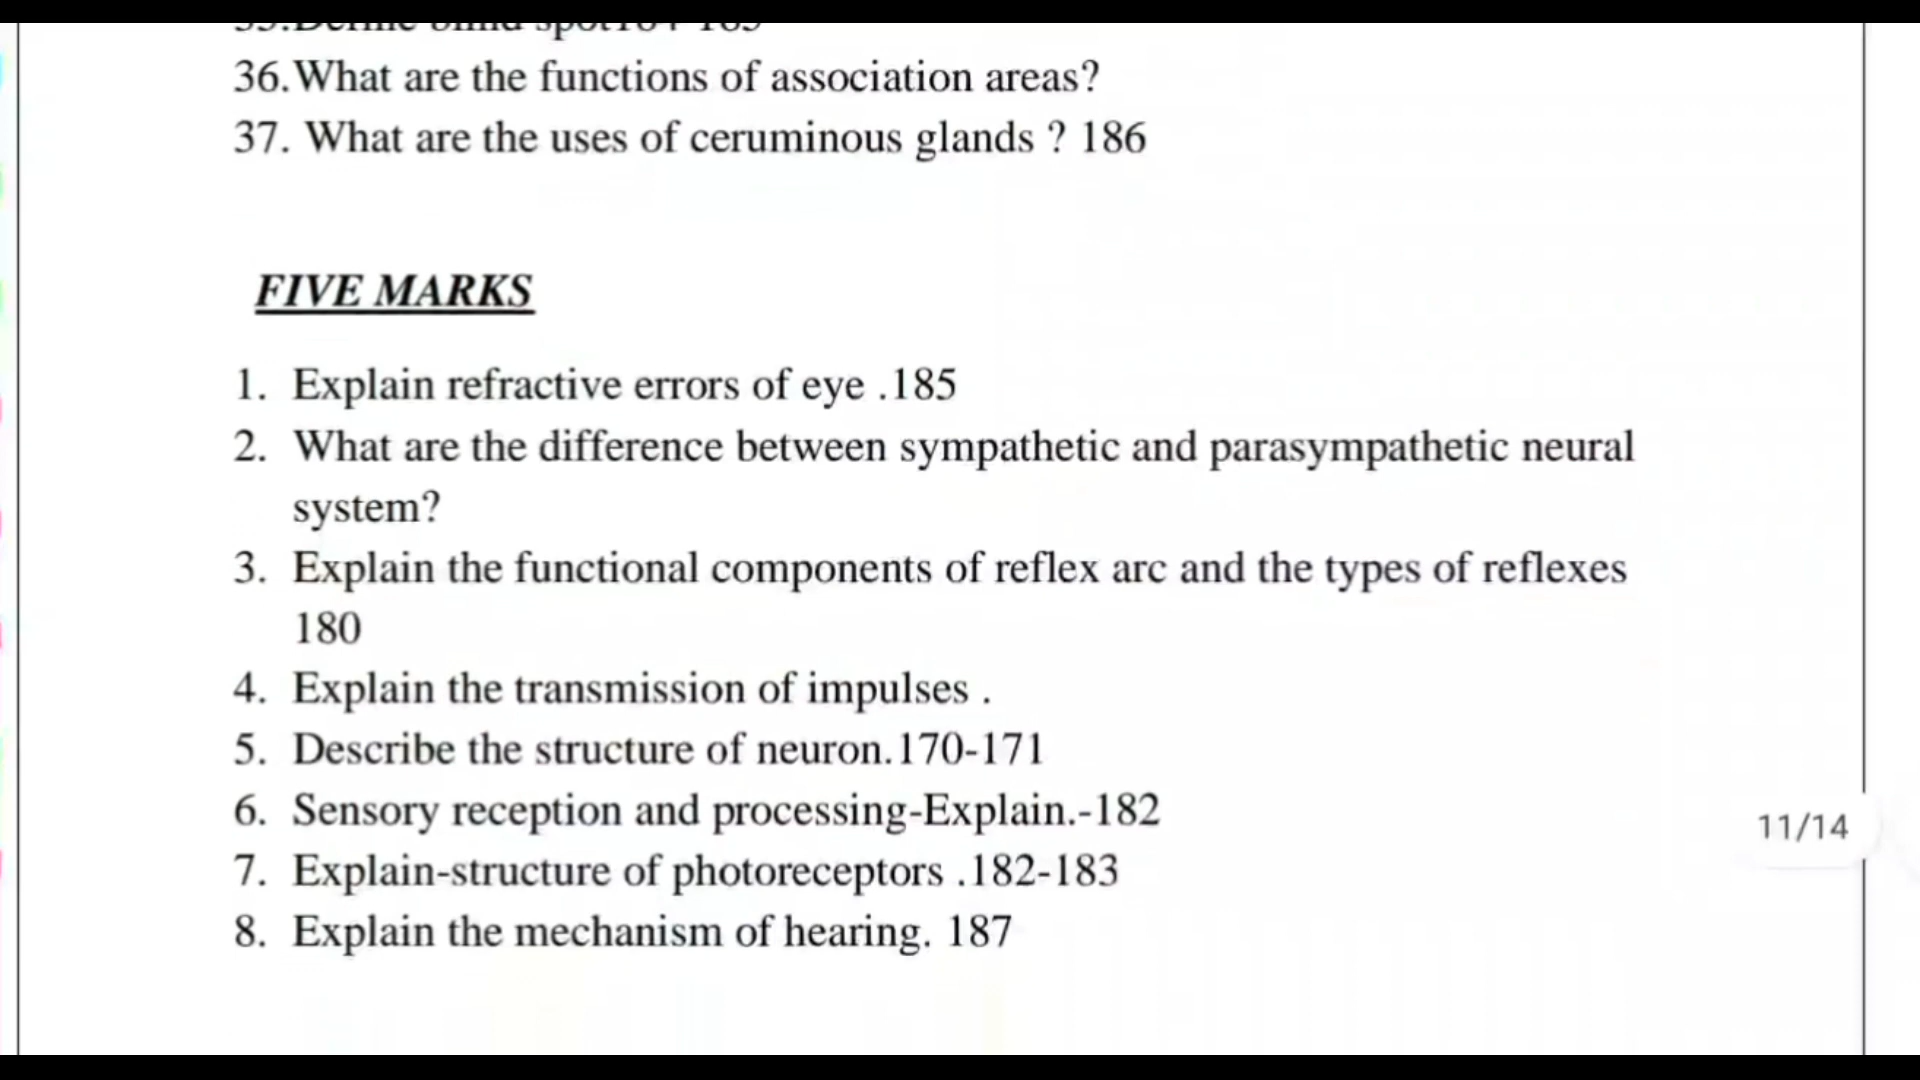 36.What are the functions of association areas?
37. What are the uses of ceruminous glands ? 186
FIVE MARKS
1. Explain refractive errors of eye .185
2. What are the difference between sympathetic and parasympathetic neural
system?
3. Explain the functional components of reflex arc and the types of reflexes
180
4. Explain the transmission of impulses .
5. Describe the structure of neuron.170-171
6. Sensory reception and processing-Explain.-182
11/14
7. Explain-structure of photoreceptors .182-183
8. Explain the mechanism of hearing. 187